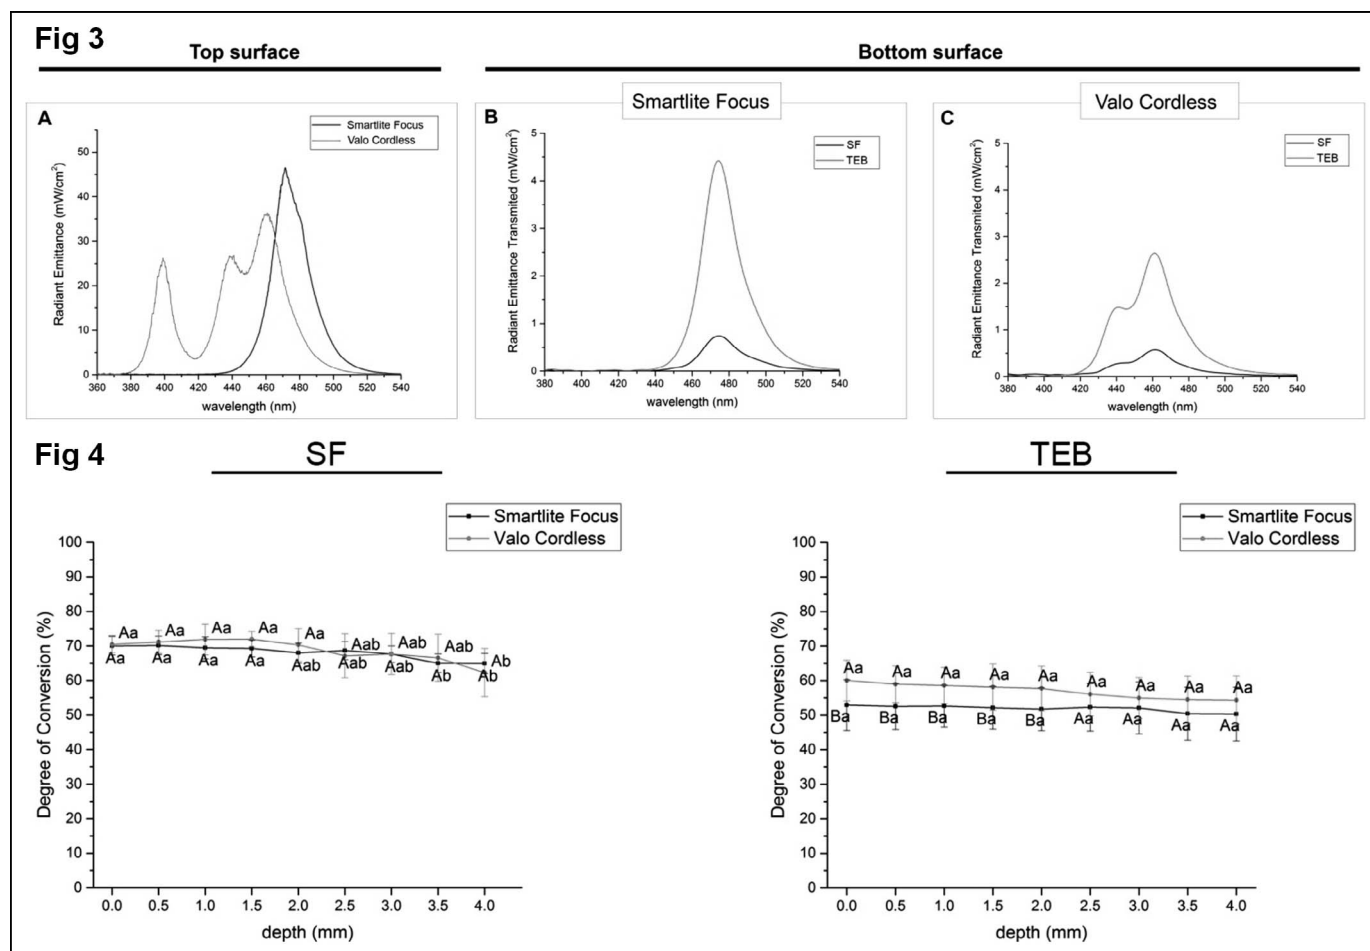 Fig 3
Top surface
Bottom surface
A
Smartlite Focus
Valo Cordless
Radiant Emittance (mW/cm²)
50
40
30
20
10
0
360 380 400 420 440 460 480 500 520 540
wavelength (nm)
Smartlite Focus
B
SF
TEB
Radiant Emittance Transmited (mW/cm²)
5
4
3
2
1
0
380 400 420 440 460 480 500 520 540
wavelength (nm)
Valo Cordless
C
SF
TEB
Radiant Emittance Transmited (mW/cm²)
5
4
3
2
1
0
380 400 420 440 460 480 500 520 540
wavelength (nm)
Fig 4
SF
Smartlite Focus
Valo Cordless
Degree of Conversion (%)
100
90
80
70
60
50
40
30
20
10
0
Aa Aa Aa Aa Aa Aab Aab Aab Ab
Aa Aa Aa Aa Aab Aab Aab Ab Ab
0.0 0.5 1.0 1.5 2.0 2.5 3.0 3.5 4.0
depth (mm)
TEB
Smartlite Focus
Valo Cordless
Degree of Conversion (%)
100
90
80
70
60
50
40
30
20
10
0
Aa Aa Aa Aa Aa Aa Aa Aa Aa
Ba Ba Ba Ba Ba Aa Aa Aa Aa
0.0 0.5 1.0 1.5 2.0 2.5 3.0 3.5 4.0
depth (mm)